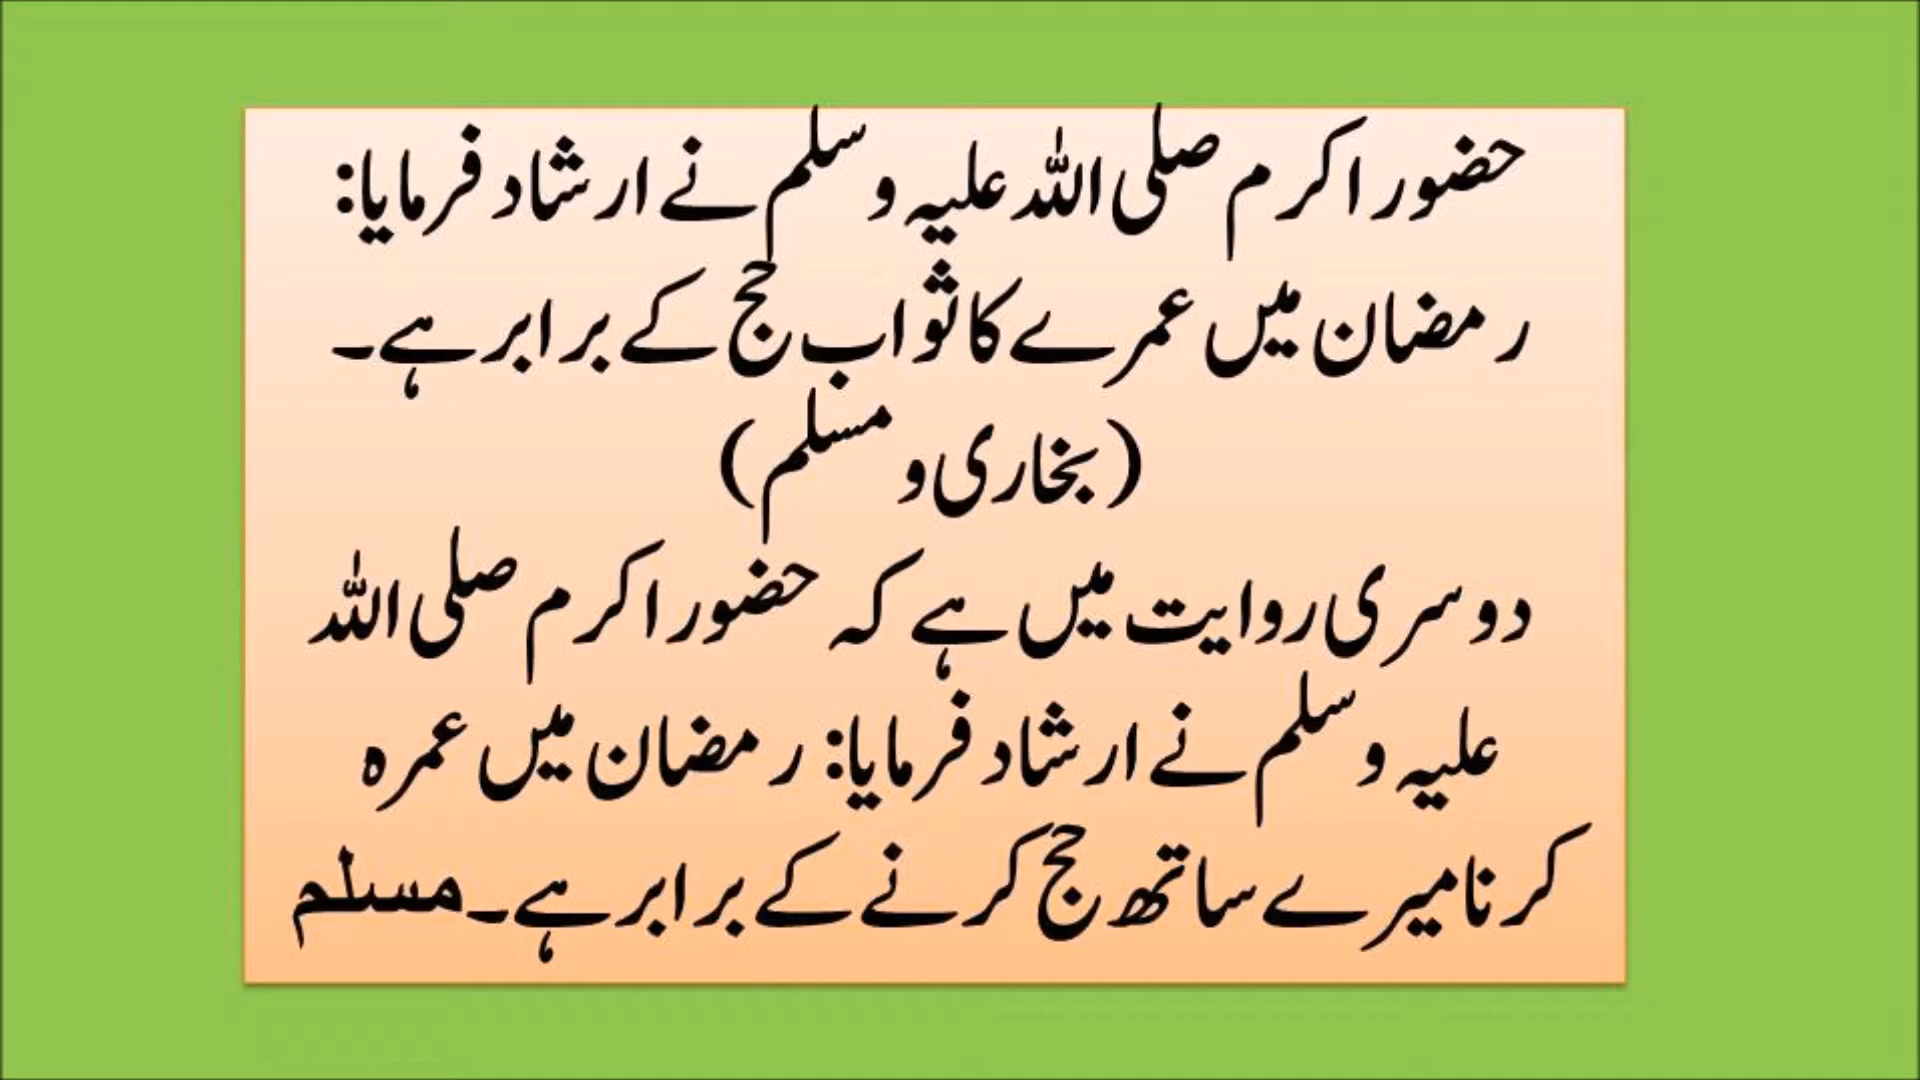 حضور اکرم صلی اللہ علیہ وسلم نے ارشاد فرمایا:
رمضان میں عمرے کا ثواب حج کے برابر ہے۔
(بخاری و مسلم)
دوسری روایت میں ہے کہ حضور اکرم صلی اللہ
علیہ وسلم نے ارشاد فرمایا: رمضان میں عمرہ
کرنا میرے ساتھ حج کرنے کے برابر ہے۔مسلم